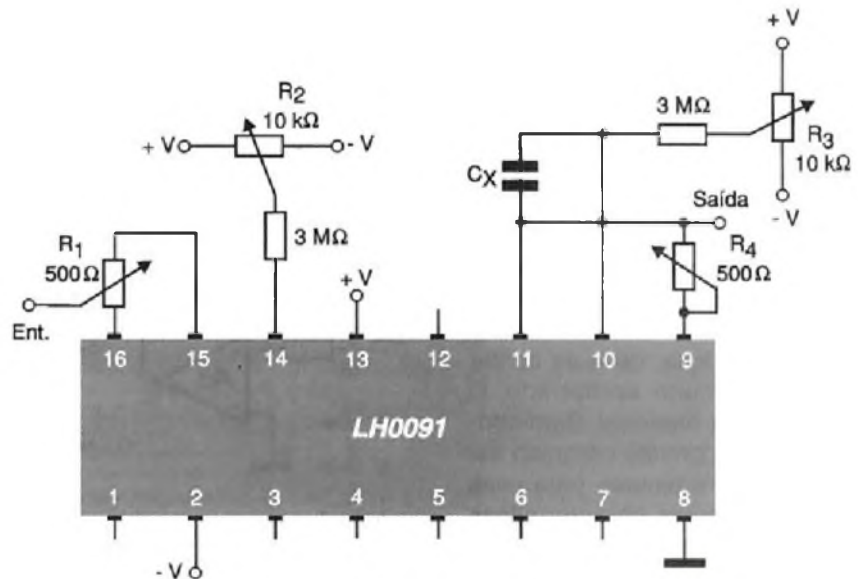 + V
R2
10 kΩ
+ V
- V
3 MΩ
R3
10 kΩ
- V
CX
Saída
R1
500 Ω
3 MΩ
+ V
R4
500 Ω
Ent.
16 15 14 13 12 11 10 9
LH0091
1 2 3 4 5 6 7 8
- V